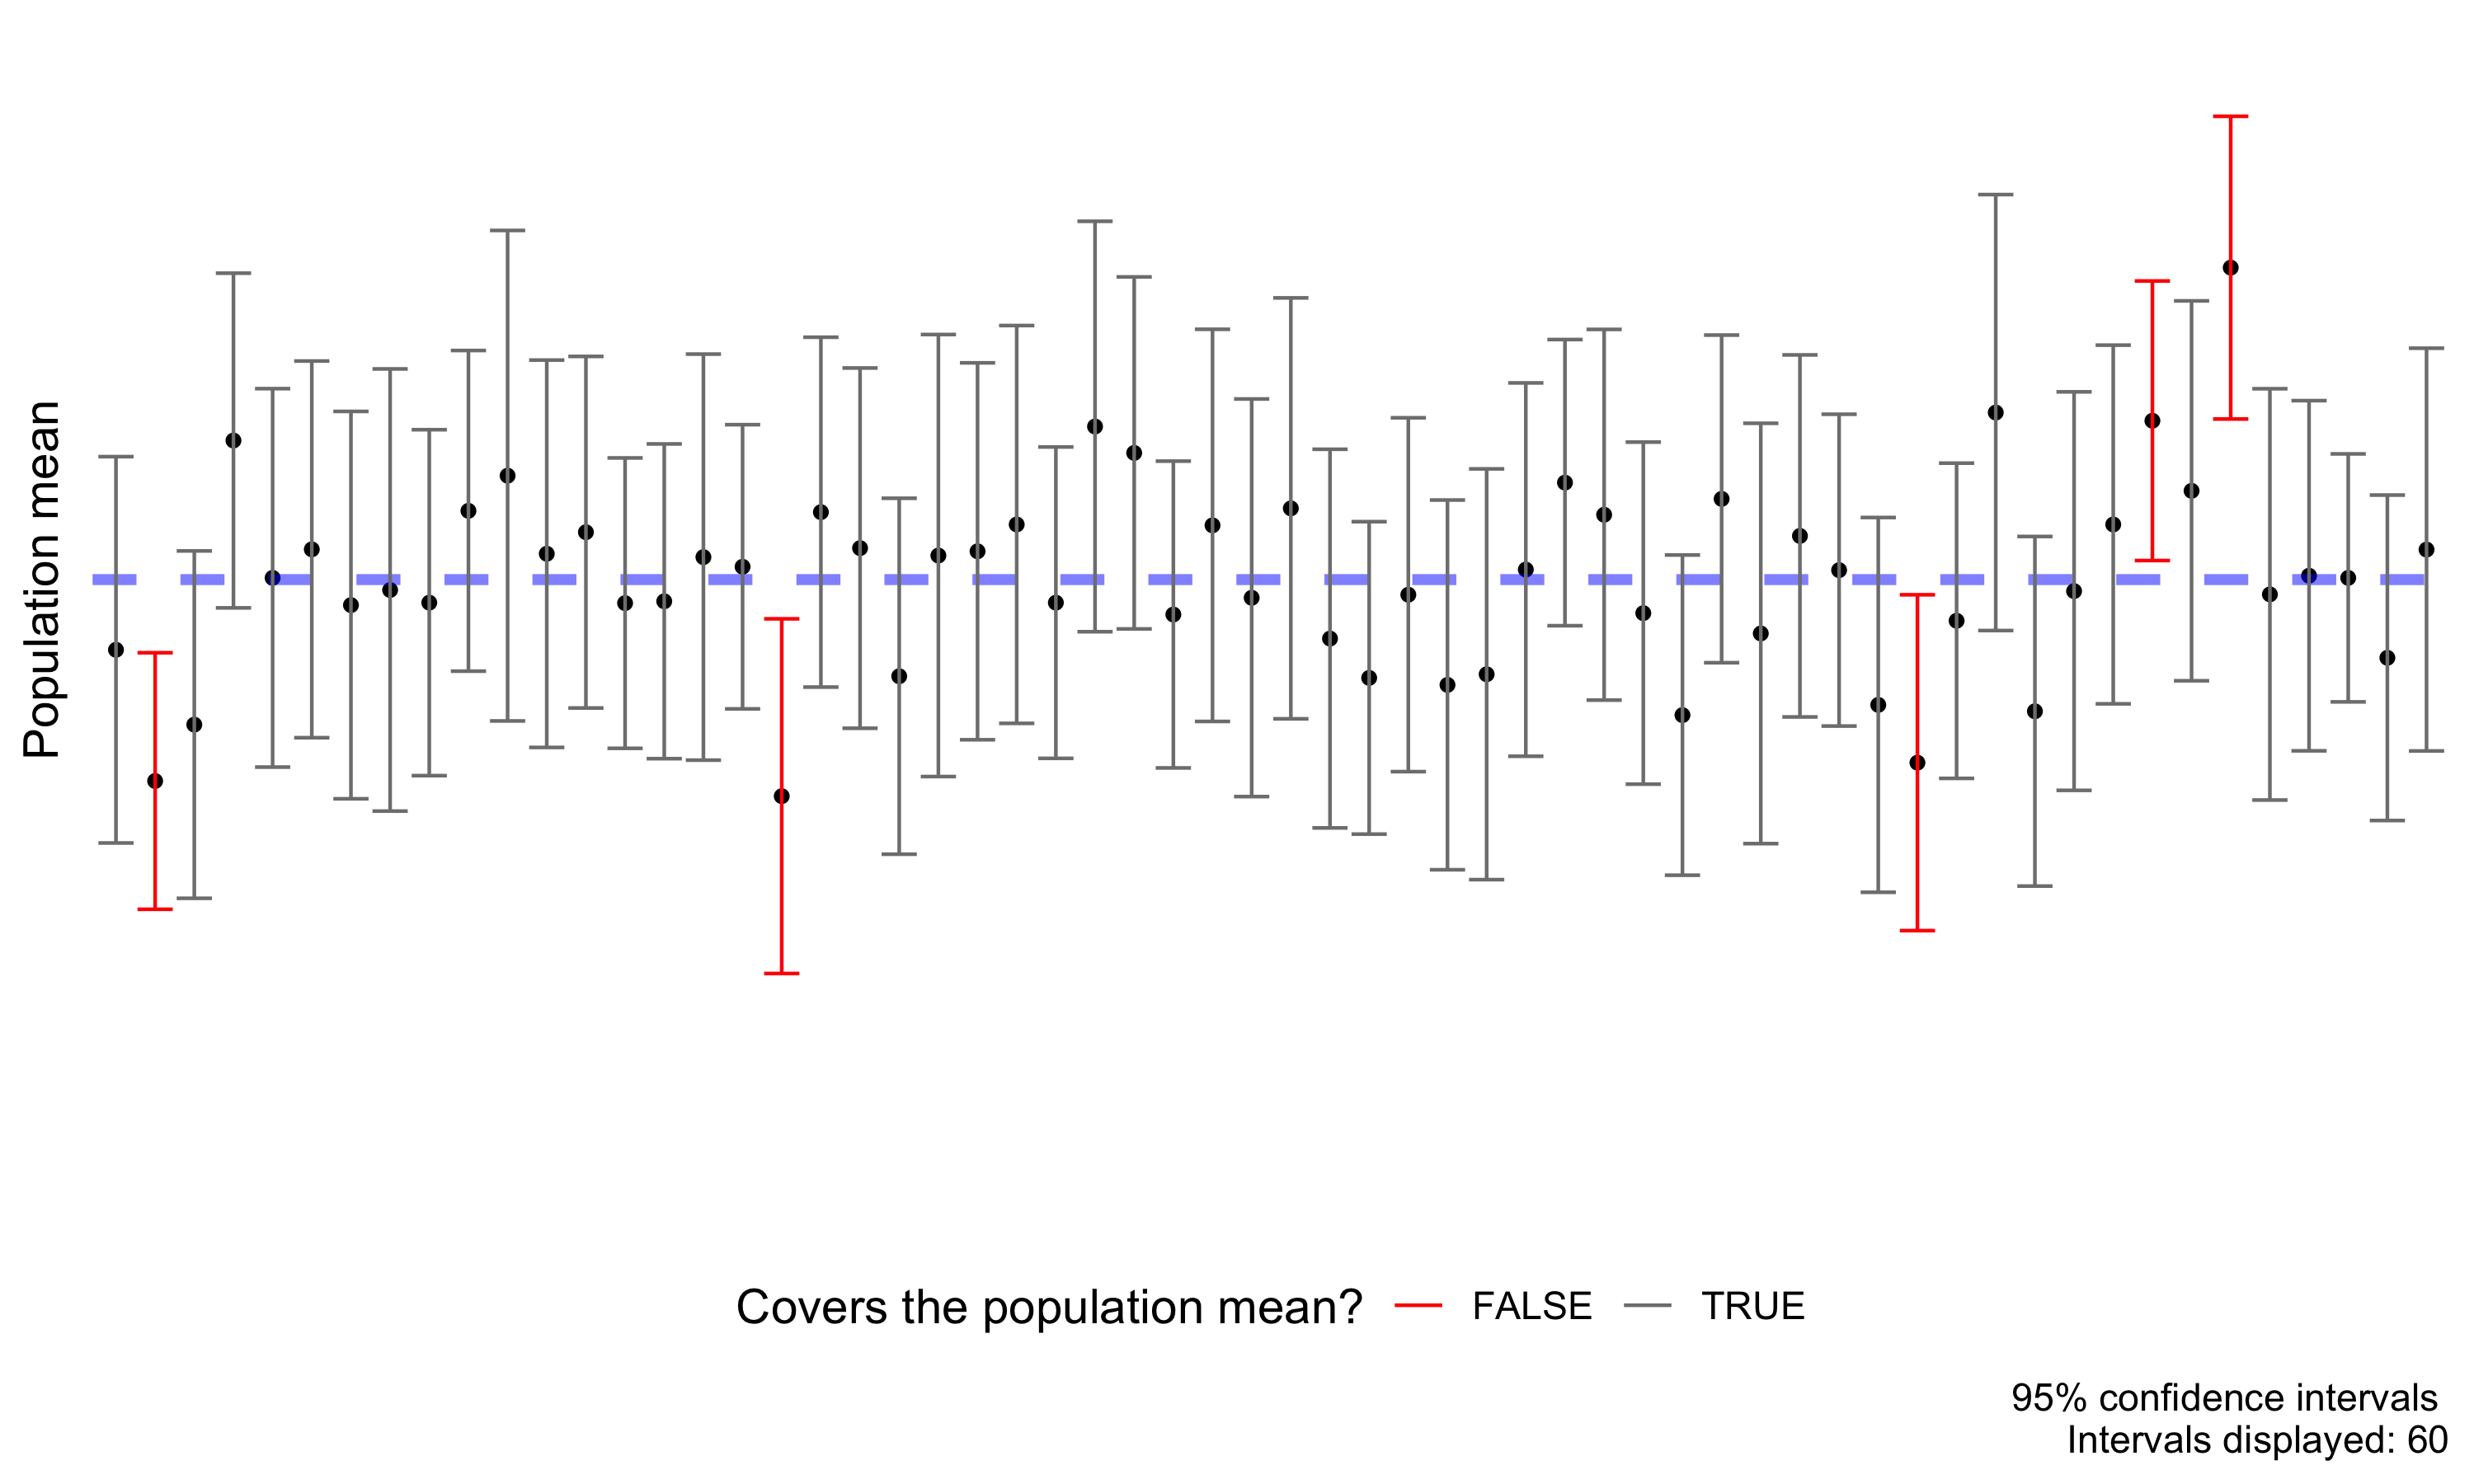 Population mean
Covers the population mean? FALSE TRUE
95% confidence intervals
Intervals displayed: 60